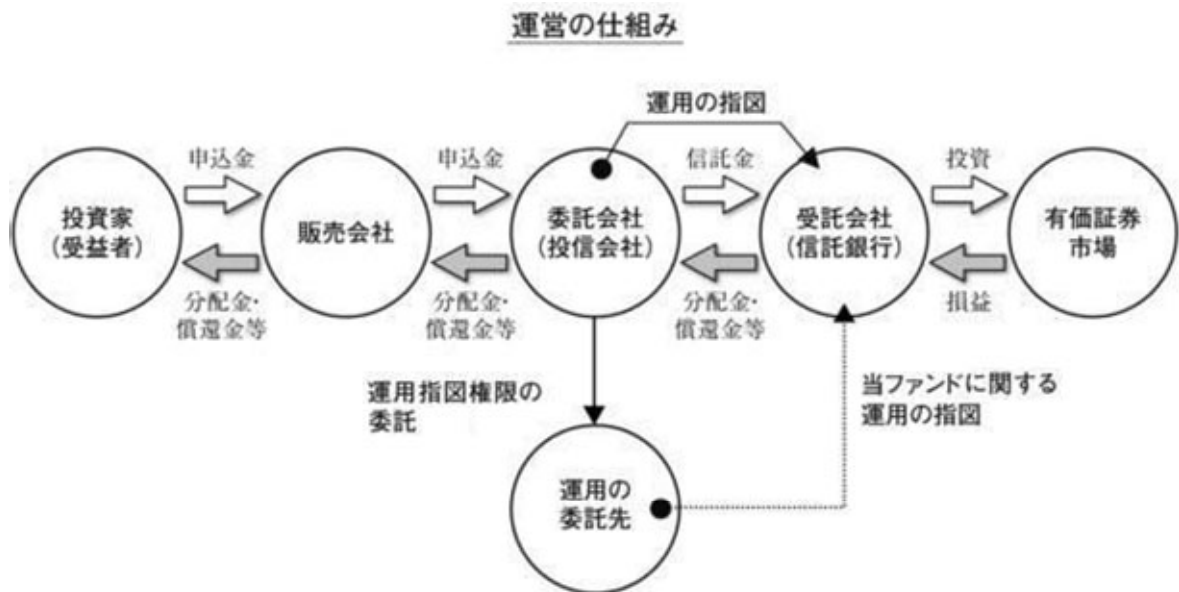 運営の仕組み
運用の指図
申込金
申込金
信託金
投資
投資家
(受益者)
販売会社
委託会社
(投信会社)
受託会社
(信託銀行)
有価証券
市場
分配金・
償還金等
分配金・
償還金等
分配金・
償還金等
損益
運用指図権限の
委託
当ファンドに関する
運用の指図
運用の
委託先